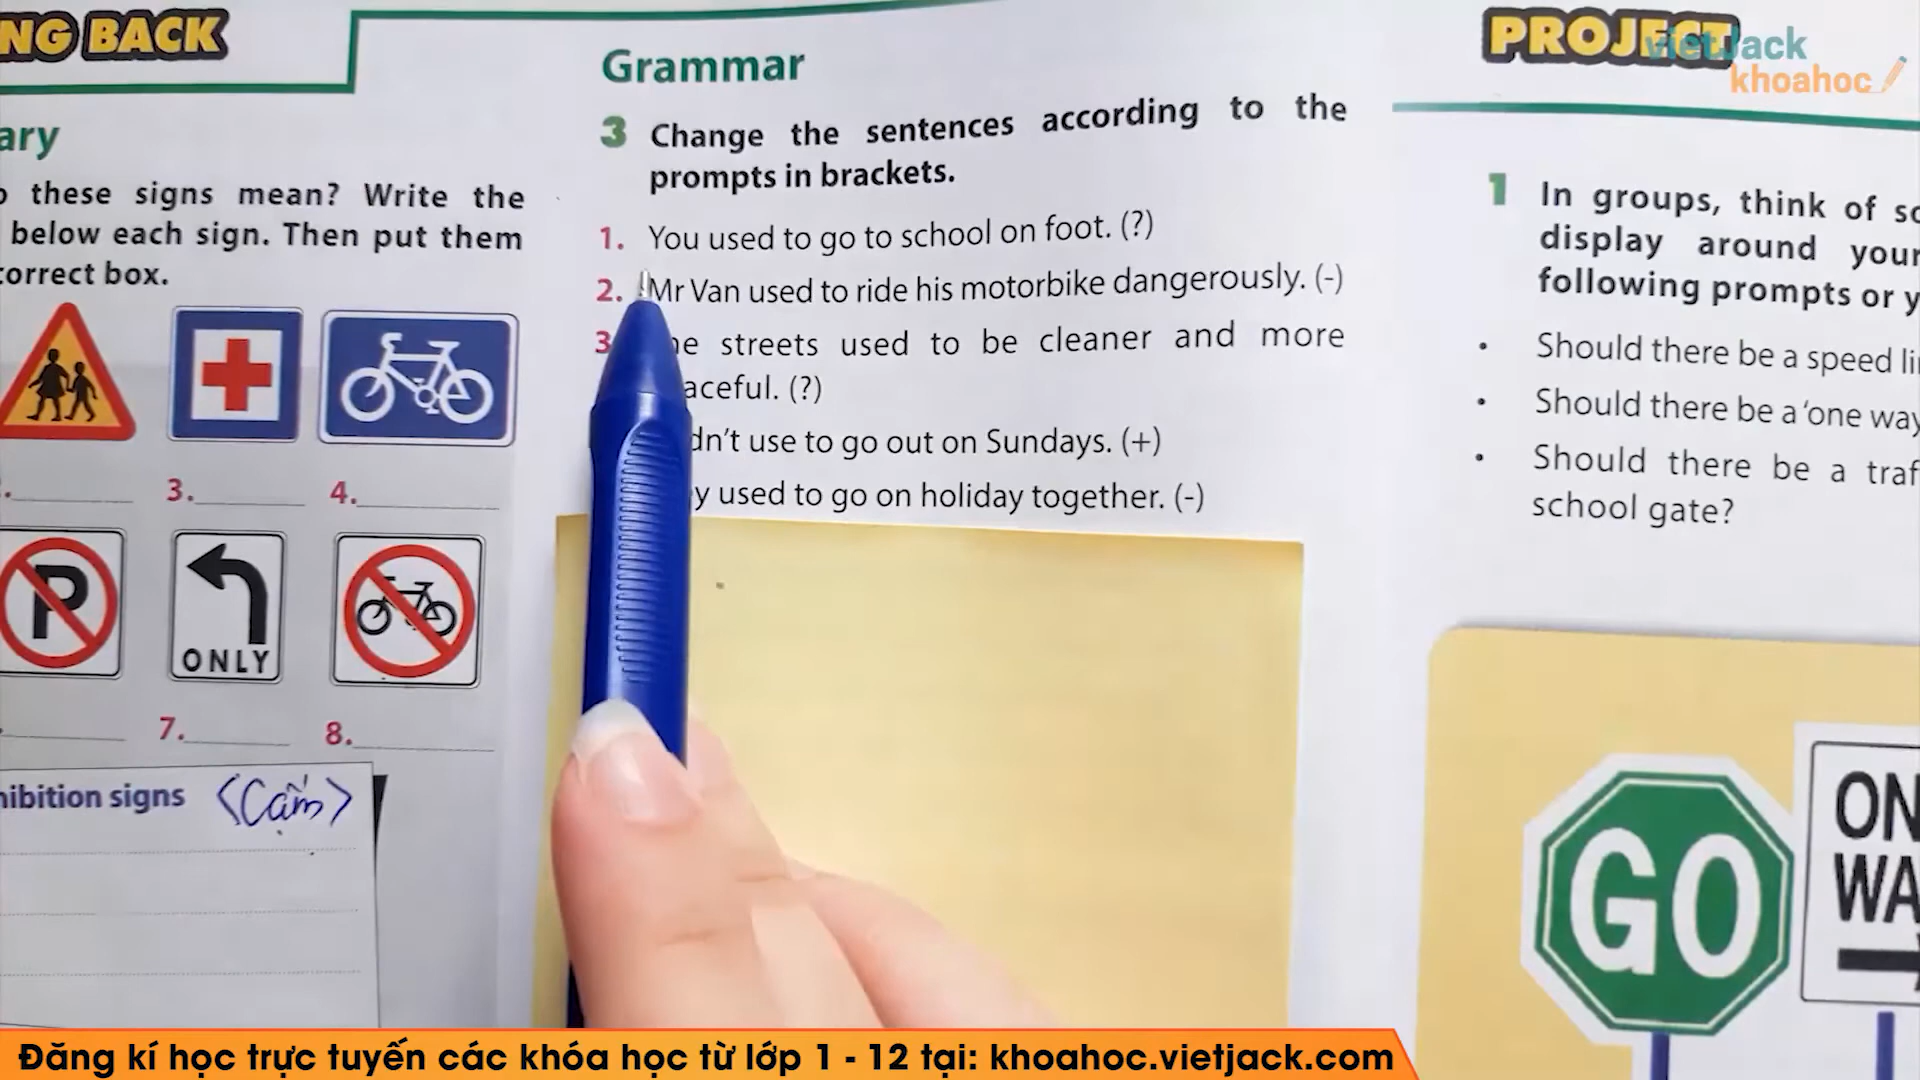 NG BACK
ary
these signs mean? Write the
below each sign. Then put them
correct box.
3.
4.
P
ONLY
7.
8.
hibition signs <Cấm>
Grammar
3 Change the sentences according to the
prompts in brackets.
1. You used to go to school on foot. (?)
2. Mr Van used to ride his motorbike dangerously. (-)
3 e streets used to be cleaner and more
aceful. (?)
dn't use to go out on Sundays. (+)
y used to go on holiday together. (-)
PROJECT
vietJack
khoahoc
1 In groups, think of so
display around your
following prompts or y
• Should there be a speed li
• Should there be a 'one way
• Should there be a traf
school gate?
GO
ON
WA
Đăng kí học trực tuyến các khóa học từ lớp 1 - 12 tại: khoahoc.vietjack.com